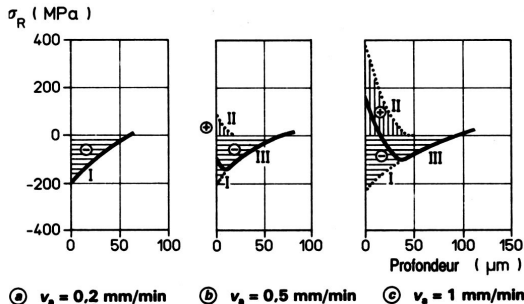 σR (MPa)
400
200
0
-200
-400
⊖
I
0 50 100
⊕
II
⊖
III
I
0 50 100
⊕
II
⊖
III
I
0 50 100 150
Profondeur ( µm)
ⓐ va = 0,2 mm/min
ⓑ va = 0,5 mm/min
ⓒ va = 1 mm/min